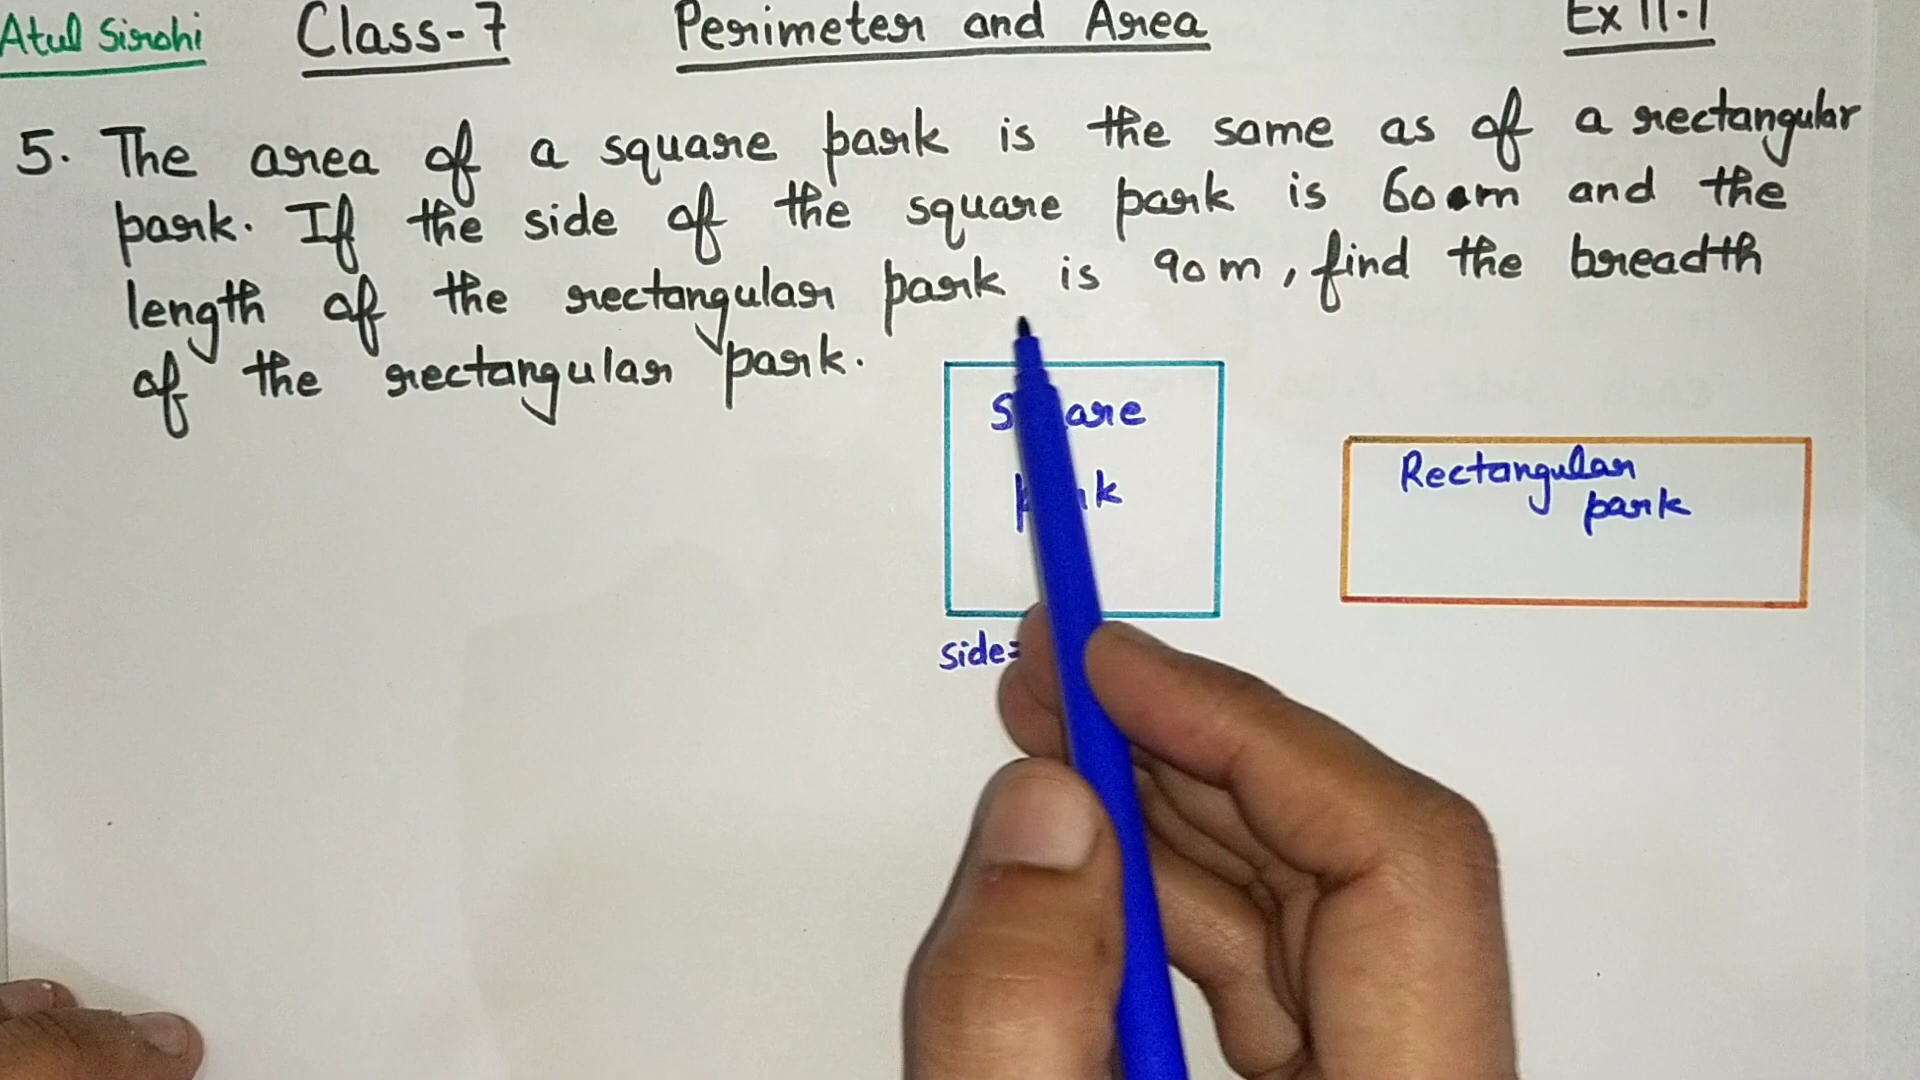 Atul Sirohi Class-7 Perimeter and Area Ex 11.1
5. The area of a square park is the same as of a rectangular
park. If the side of the square park is 60 m and the
length of the rectangular park is 90 m, find the breadth
of the rectangular park.
Square
park
Rectangular
park
side=